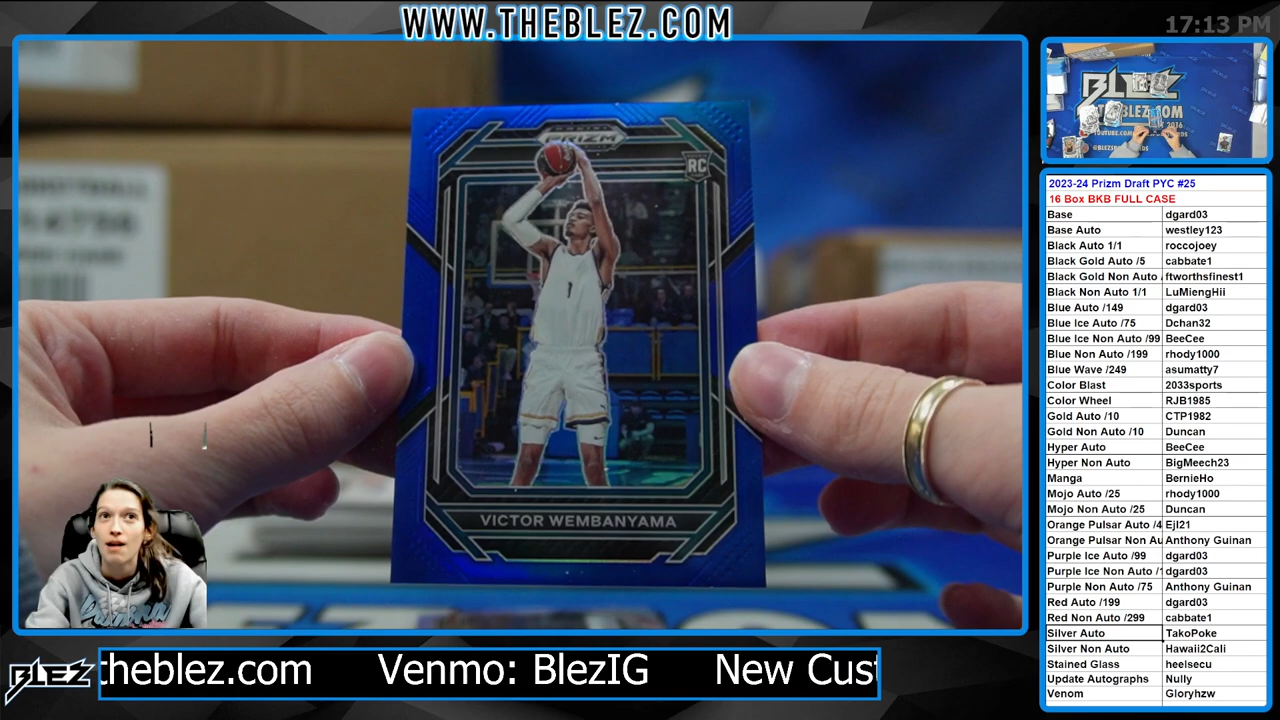 WWW.THEBLEZ.COM
17:13 PM
PANINI
PRIZM
RC
1
VICTOR WEMBANYAMA
BLEZ
2023-24 Prizm Draft PYC #25
16 Box BKB FULL CASE
Base dgard03
Base Auto westley123
Black Auto 1/1 roccojoey
Black Gold Auto /5 cabbate1
Black Gold Non Auto ftworthsfinest1
Black Non Auto 1/1 LuMiengHii
Blue Auto /149 dgard03
Blue Ice Auto /75 Dchan32
Blue Ice Non Auto /99 BeeCee
Blue Non Auto /199 rhody1000
Blue Wave /249 asumatty7
Color Blast 2033sports
Color Wheel RJB1985
Gold Auto /10 CTP1982
Gold Non Auto /10 Duncan
Hyper Auto BeeCee
Hyper Non Auto BigMeech23
Manga BernieHo
Mojo Auto /25 rhody1000
Mojo Non Auto /25 Duncan
Orange Pulsar Auto /4 Ejl21
Orange Pulsar Non Au Anthony Guinan
Purple Ice Auto /99 dgard03
Purple Ice Non Auto /1 dgard03
Purple Non Auto /75 Anthony Guinan
Red Auto /199 dgard03
Red Non Auto /299 cabbate1
Silver Auto TakoPoke
Silver Non Auto Hawaii2Cali
Stained Glass heeisecu
Update Autographs Nully
Venom Gloryhzw
BLEZ
theblez.com Venmo: BlezIG New Cust